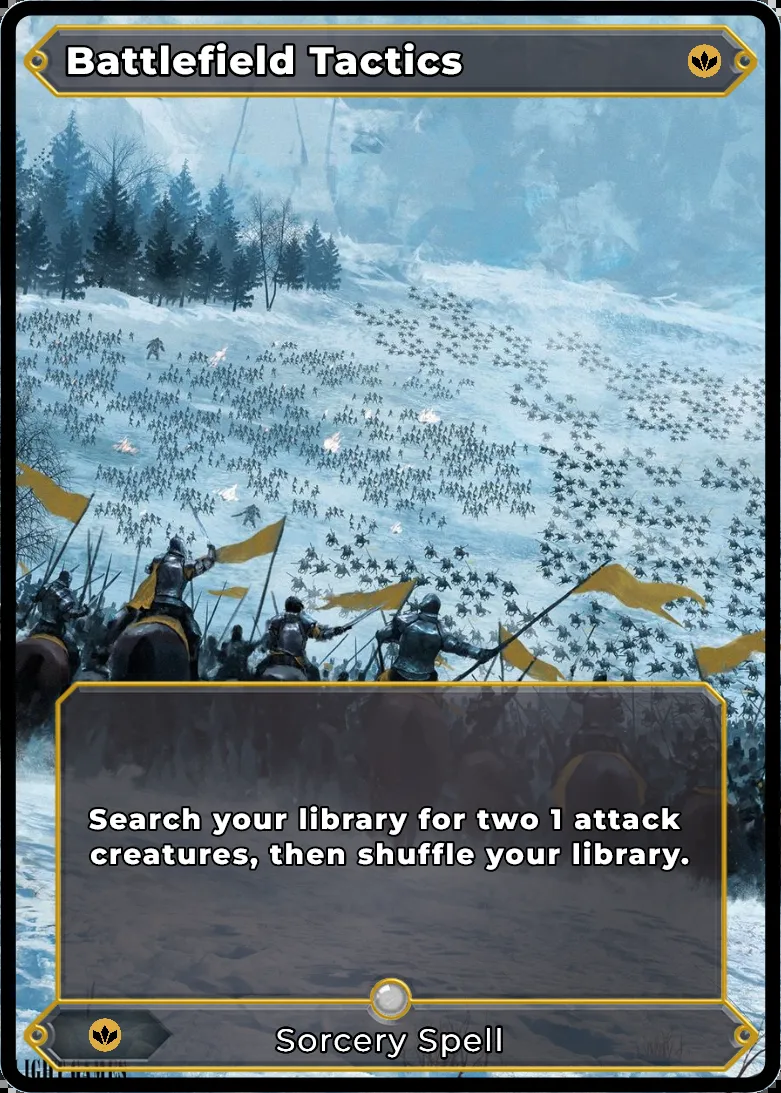 Battlefield Tactics
Search your library for two 1 attack
creatures, then shuffle your library.
Sorcery Spell